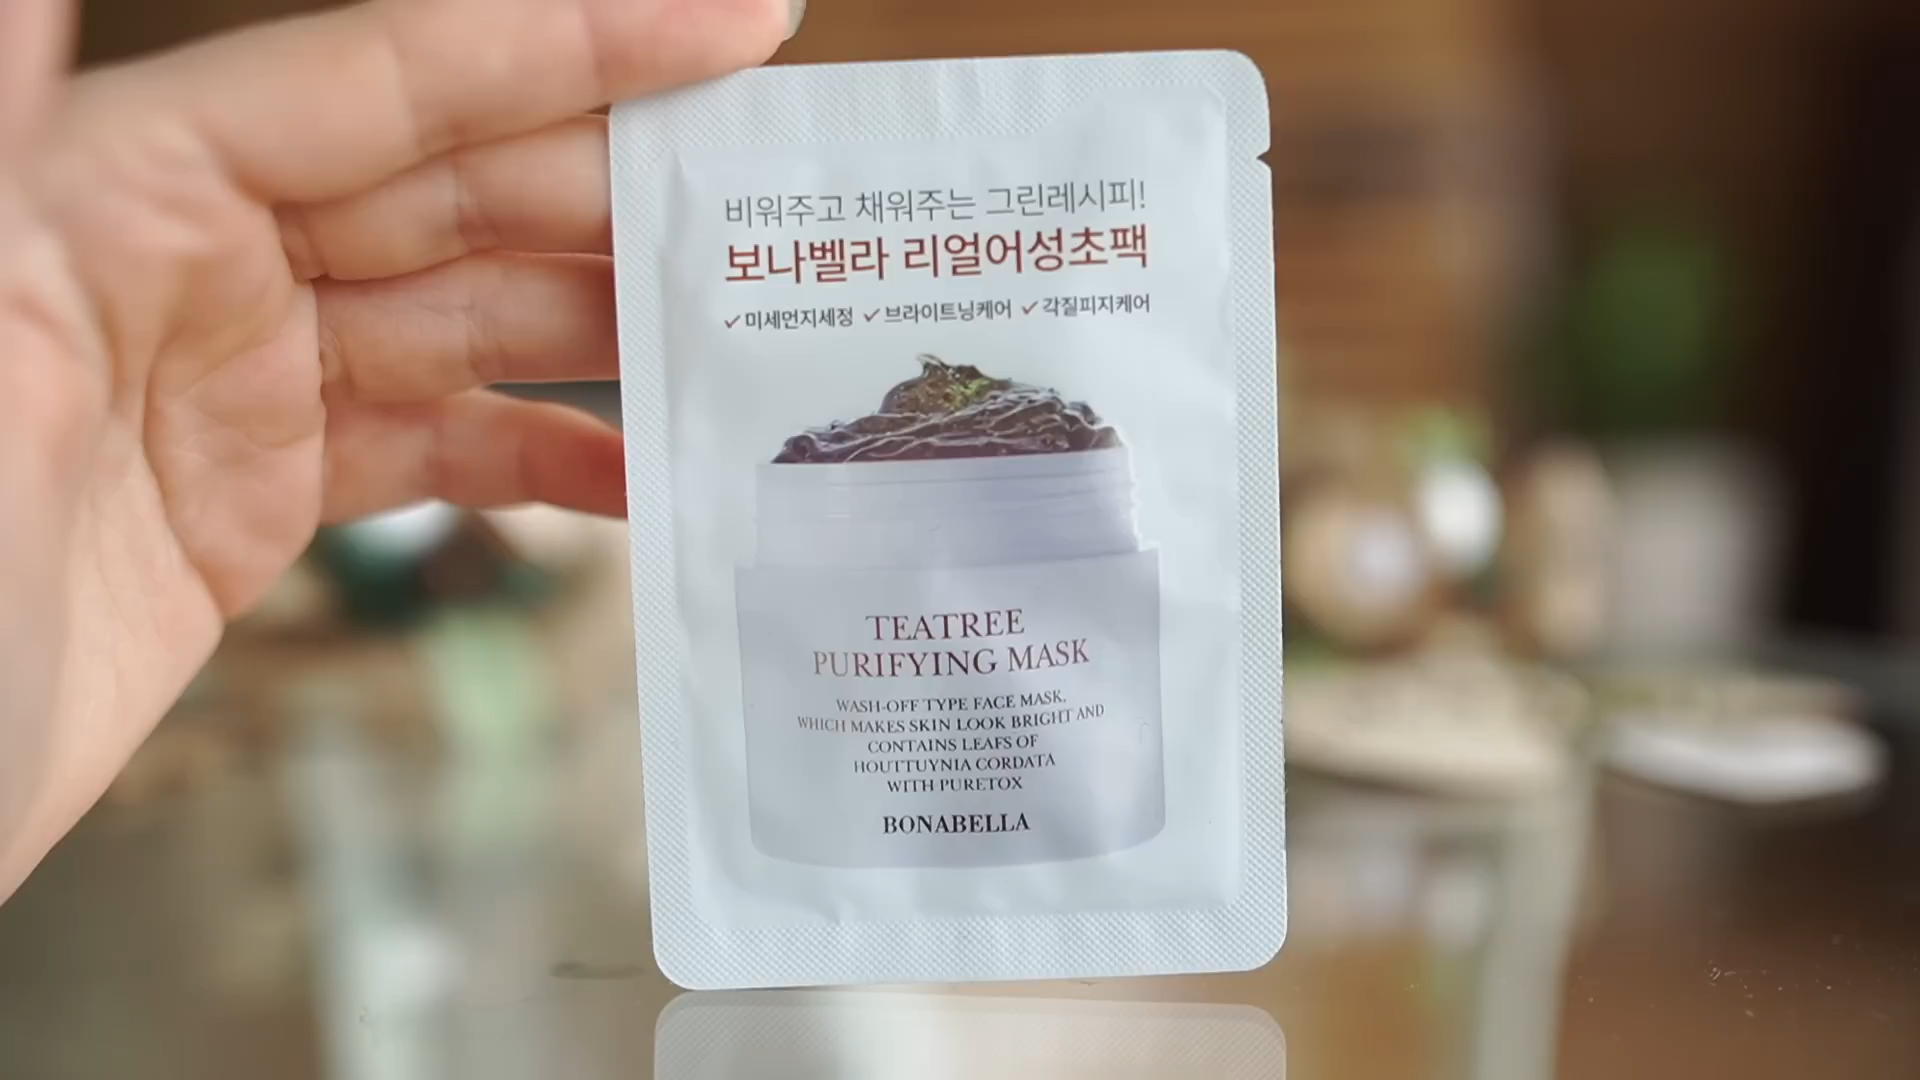 비워주고 채워주는 그린레시피!
보나벨라 리얼어성초팩
✓미세먼지세정 ✓브라이트닝케어 ✓각질피지케어
TEATREE
PURIFYING MASK
WASH-OFF TYPE FACE MASK,
WHICH MAKES SKIN LOOK BRIGHT AND
CONTAINS LEAFS OF
HOUTTUYNIA CORDATA
WITH PURETOX
BONABELLA